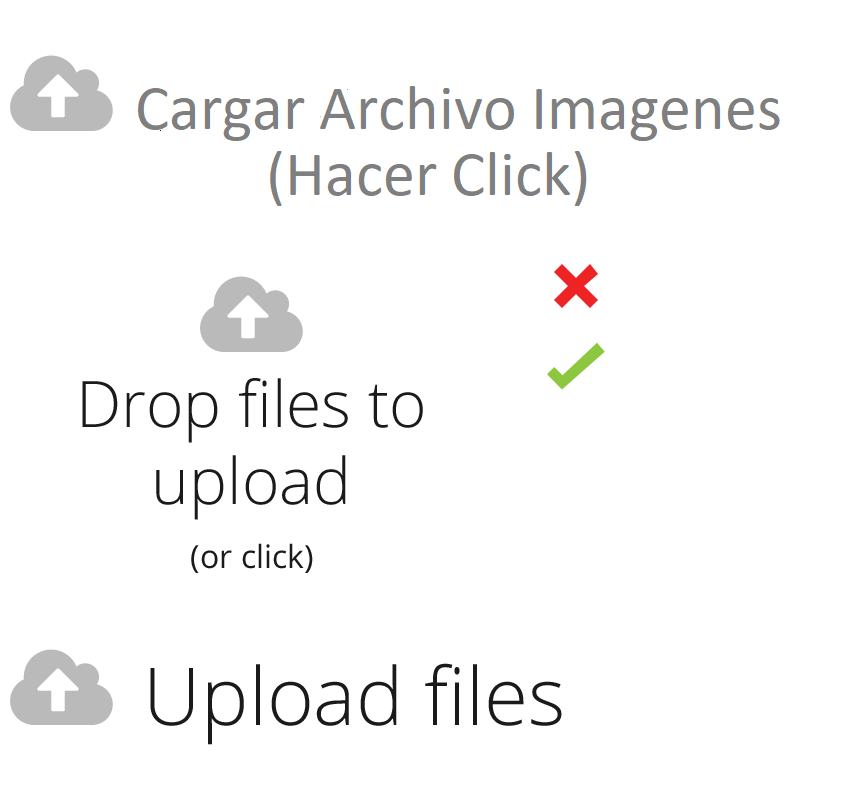 Cargar Archivo Imagenes
(Hacer Click)
Drop files to
upload
(or click)
Upload files